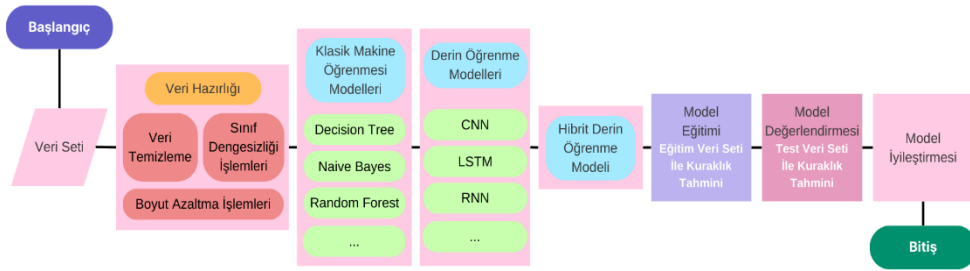 Başlangıç
Veri Seti
Veri Hazırlığı
Veri
Temizleme
Sınıf
Dengesizliği
İşlemleri
Boyut Azaltma İşlemleri
Klasik Makine
Öğrenmesi
Modelleri
Decision Tree
Naive Bayes
Random Forest
...
Derin Öğrenme
Modelleri
CNN
LSTM
RNN
...
Hibrit Derin
Öğrenme
Modeli
Model
Eğitimi
Eğitim Veri Seti
İle Kuraklık
Tahmini
Model
Değerlendirmesi
Test Veri Seti
İle Kuraklık
Tahmini
Model
İyileştirmesi
Bitiş